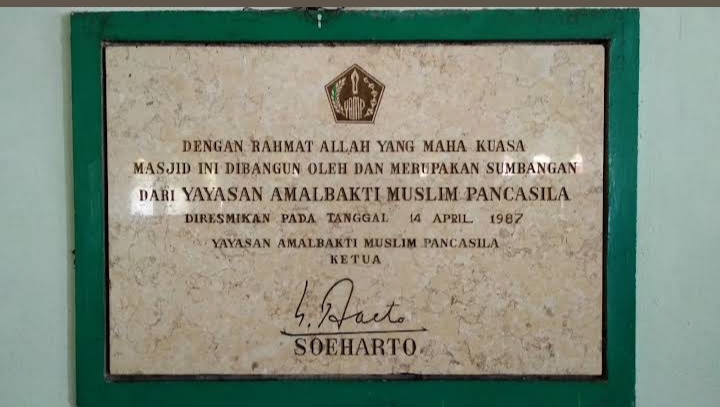 YAMP
DENGAN RAHMAT ALLAH YANG MAHA KUASA
MASJID INI DIBANGUN OLEH DAN MERUPAKAN SUMBANGAN
DARI YAYASAN AMALBAKTI MUSLIM PANCASILA
DIRESMIKAN PADA TANGGAL 14 APRIL 1987
YAYASAN AMALBAKTI MUSLIM PANCASILA
KETUA
SOEHARTO